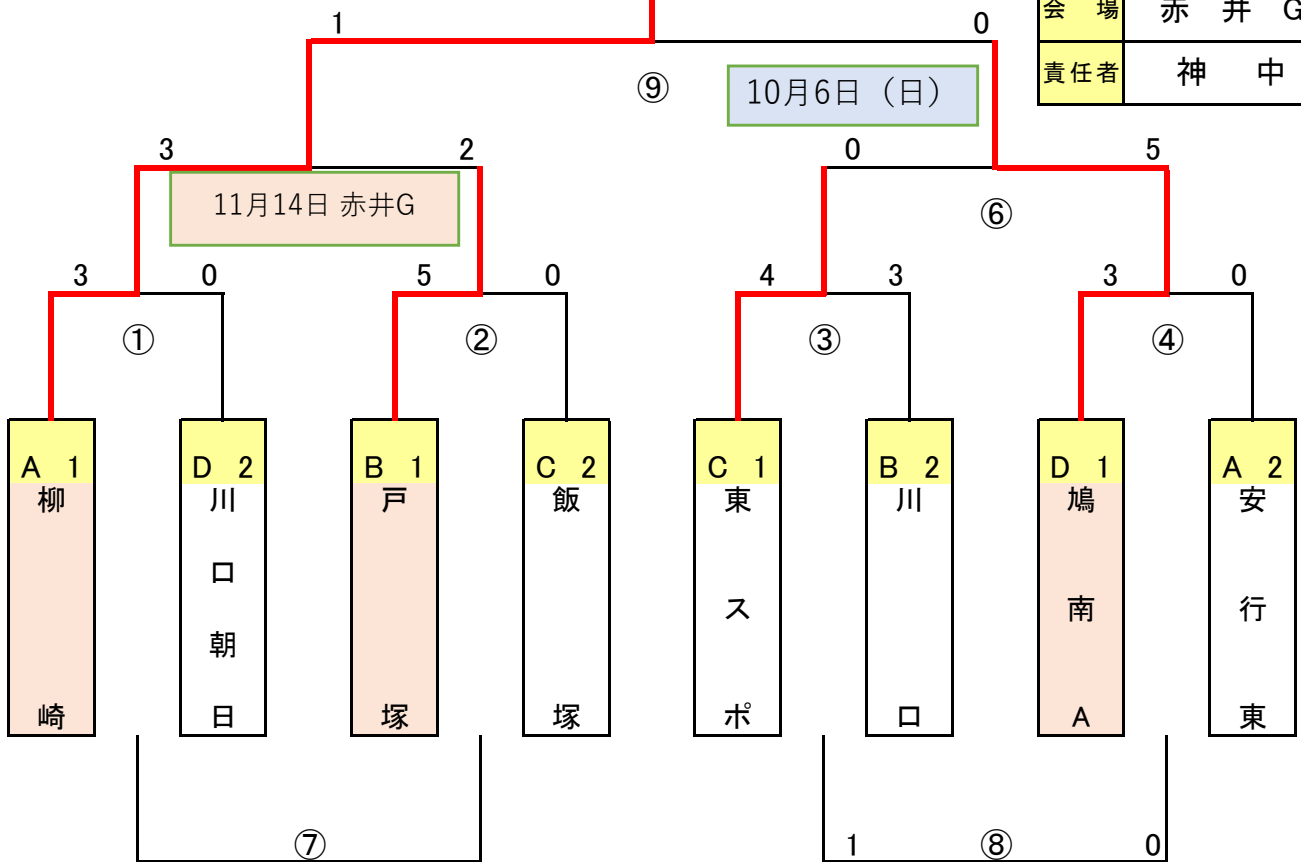 会 場 赤 井 G
1 0
責任者 神 中
⑨ 10月6日（日）
3 2 0 5
11月14日 赤井G
⑥
3 0 5 0 4 3 3 0
① ② ③ ④
A 1 D 2 B 1 C 2 C 1 B 2 D 1 A 2
柳崎
川口朝日
戸塚
飯塚
東スポ
川口
鳩南A
安行東
⑦ 1 ⑧ 0